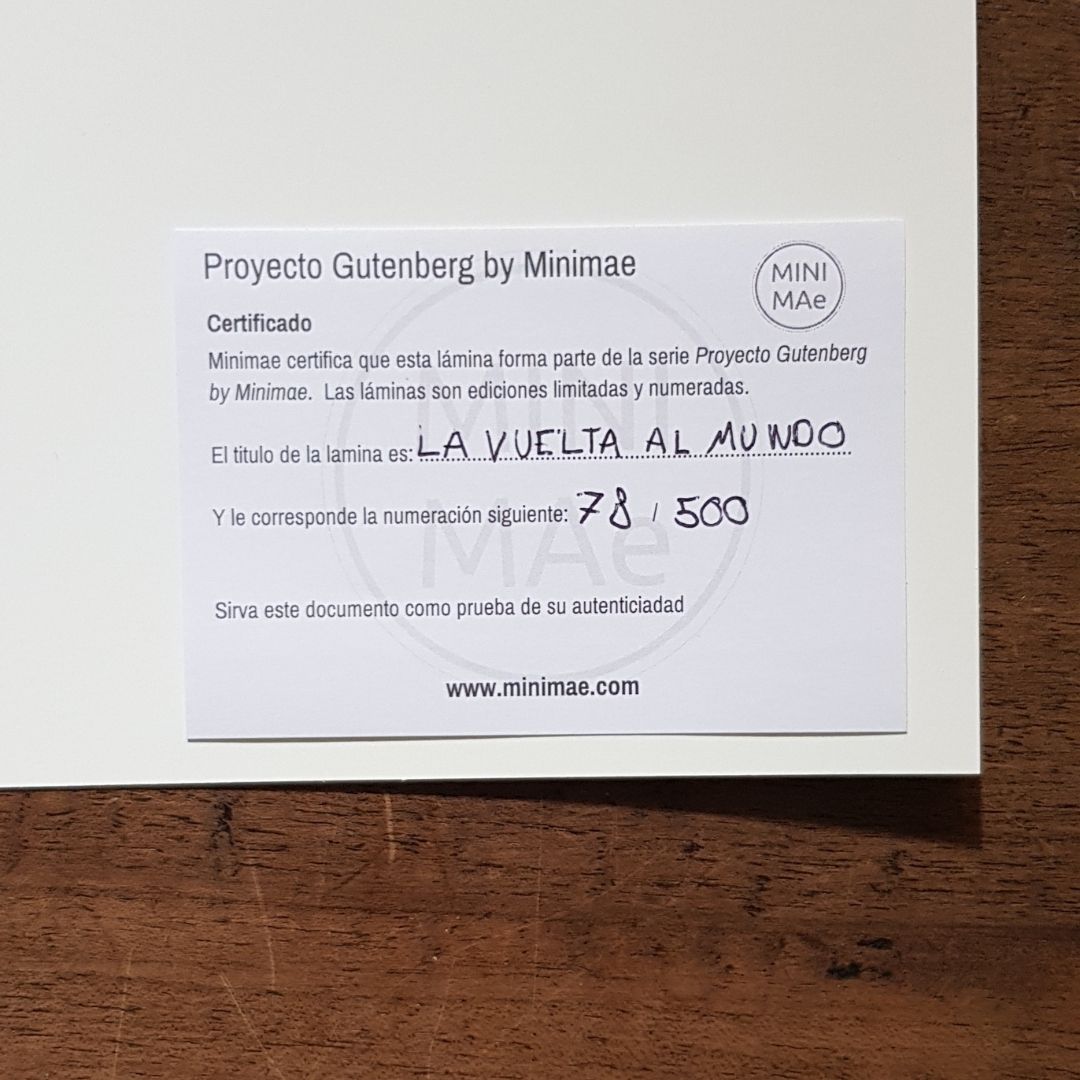 Proyecto Gutenberg by Minimae
MINI
MAe
Certificado
Minimae certifica que esta lámina forma parte de la serie Proyecto Gutenberg
by Minimae. Las láminas son ediciones limitadas y numeradas.
El titulo de la lamina es: LA VUELTA AL MUNDO
Y le corresponde la numeración siguiente: 78 / 500
MINI
MAe
Sirva este documento como prueba de su autenticiadad
www.minimae.com